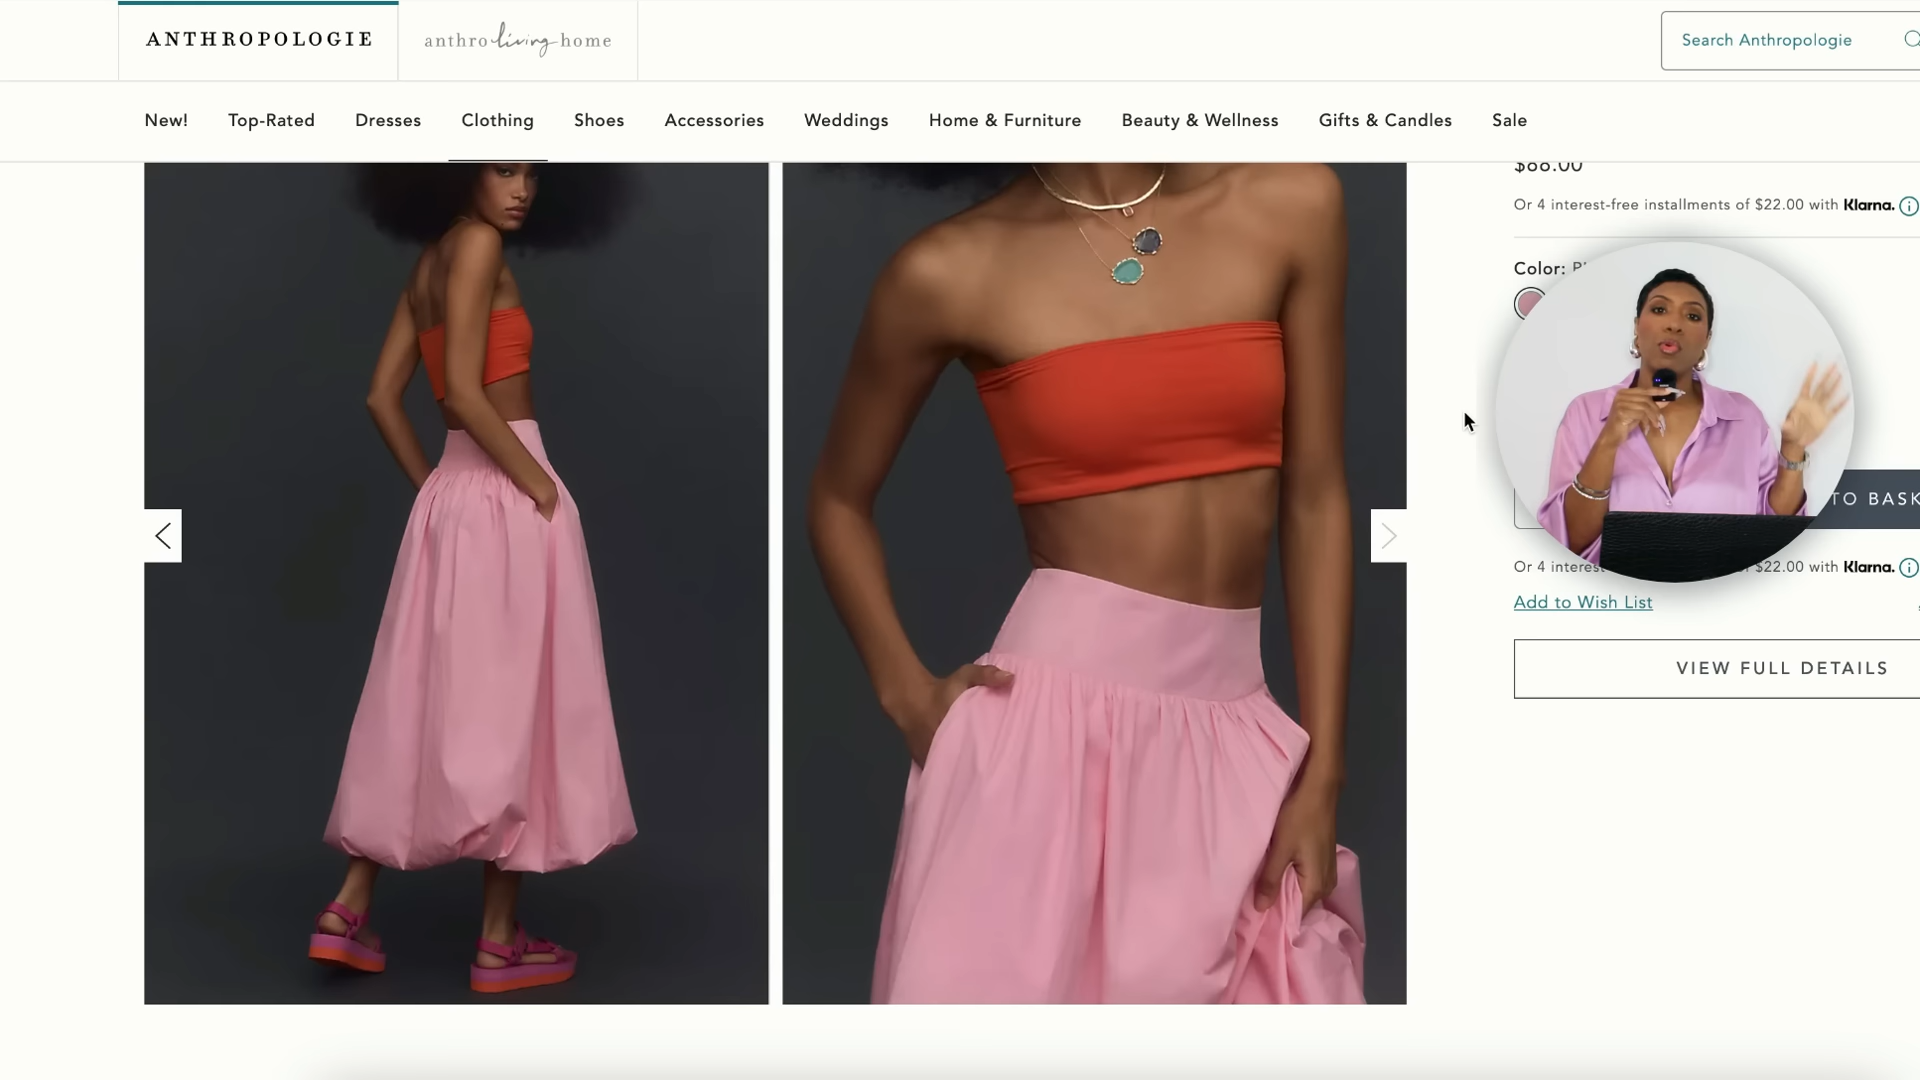 ANTHROPOLOGIE
anthro living home
Search Anthropologie
New! Top-Rated Dresses Clothing Shoes Accessories Weddings Home & Furniture Beauty & Wellness Gifts & Candles Sale
$88.00
Or 4 interest-free installments of $22.00 with Klarna.
Color:
TO BASK
Or 4 interest $22.00 with Klarna.
Add to Wish List
VIEW FULL DETAILS